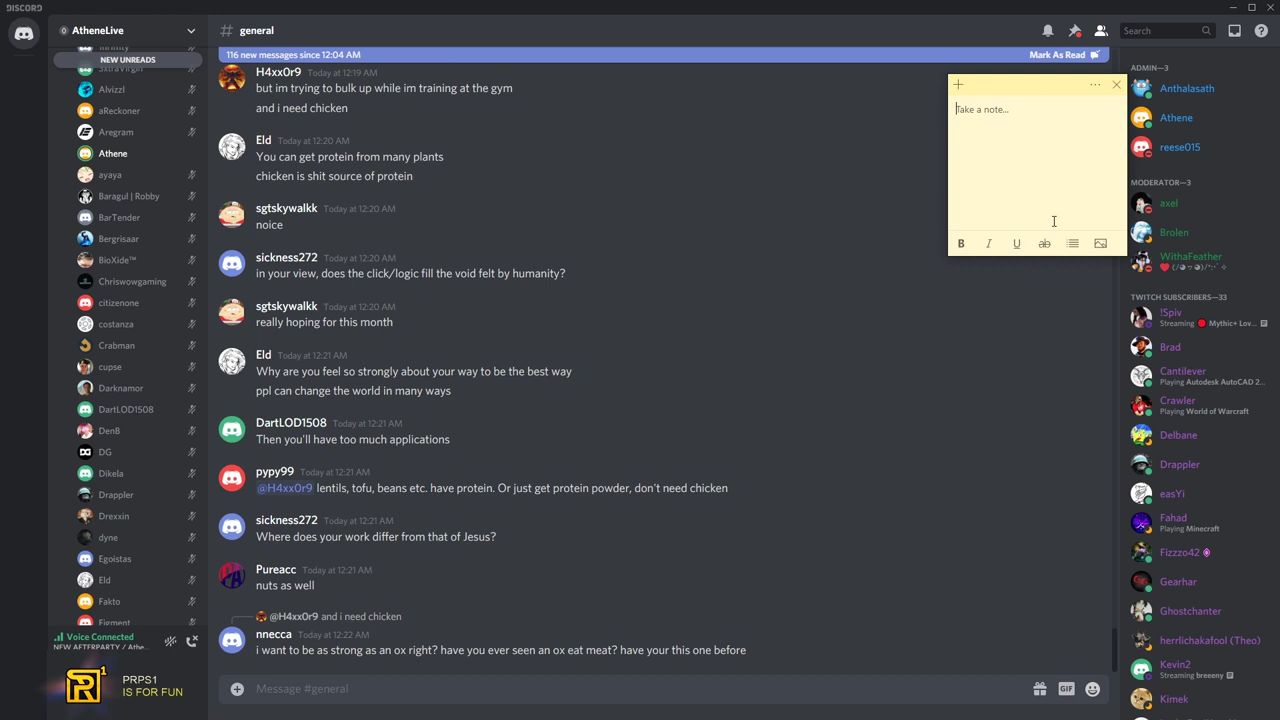 DISCORD
AtheneLive
general
Search
NEW UNREADS
116 new messages since 12:04 AM
Mark As Read
Alvizzl
aReckoner
Aregram
Athene
ayaya
Baragul | Robby
BarTender
Bergrisaar
BioXide™
Chriswowgaming
citizenone
costanza
Crabman
cupse
Darknamor
DartLOD1508
DenB
DG
Dikela
Drappler
Drexxin
dyne
Egoistas
Eld
Fakto
Figment
Voice Connected
NEW AFTERPARTY / Athe...
PRPS1
IS FOR FUN
H4xx0r9 Today at 12:19 AM
but im trying to bulk up while im training at the gym
and i need chicken
Eld Today at 12:20 AM
You can get protein from many plants
chicken is shit source of protein
sgtskywalkk Today at 12:20 AM
noice
sickness272 Today at 12:20 AM
in your view, does the click/logic fill the void felt by humanity?
sgtskywalkk Today at 12:20 AM
really hoping for this month
Eld Today at 12:21 AM
Why are you feel so strongly about your way to be the best way
ppl can change the world in many ways
DartLOD1508 Today at 12:21 AM
Then you'll have too much applications
pypy99 Today at 12:21 AM
@H4xx0r9 lentils, tofu, beans etc. have protein. Or just get protein powder, don't need chicken
sickness272 Today at 12:21 AM
Where does your work differ from that of Jesus?
Pureacc Today at 12:21 AM
nuts as well
@H4xx0r9 and i need chicken
nnecca Today at 12:22 AM
i want to be as strong as an ox right? have you ever seen an ox eat meat? have your this one before
Message #general
GIF
Take a note...
B I U ab
ADMIN—3
Anthalasath
Athene
reese015
MODERATOR—3
axel
Brolen
WithaFeather
TWITCH SUBSCRIBERS—33
!Spiv
Streaming Mythic+ Lov...
Brad
Cantilever
Playing Autodesk AutoCAD 2...
Crawler
Playing World of Warcraft
Delbane
Drappler
easYi
Fahad
Playing Minecraft
Fizzzo42
Gearhar
Ghostchanter
herrlichakafool (Theo)
Kevin2
Streaming breeeny
Kimek